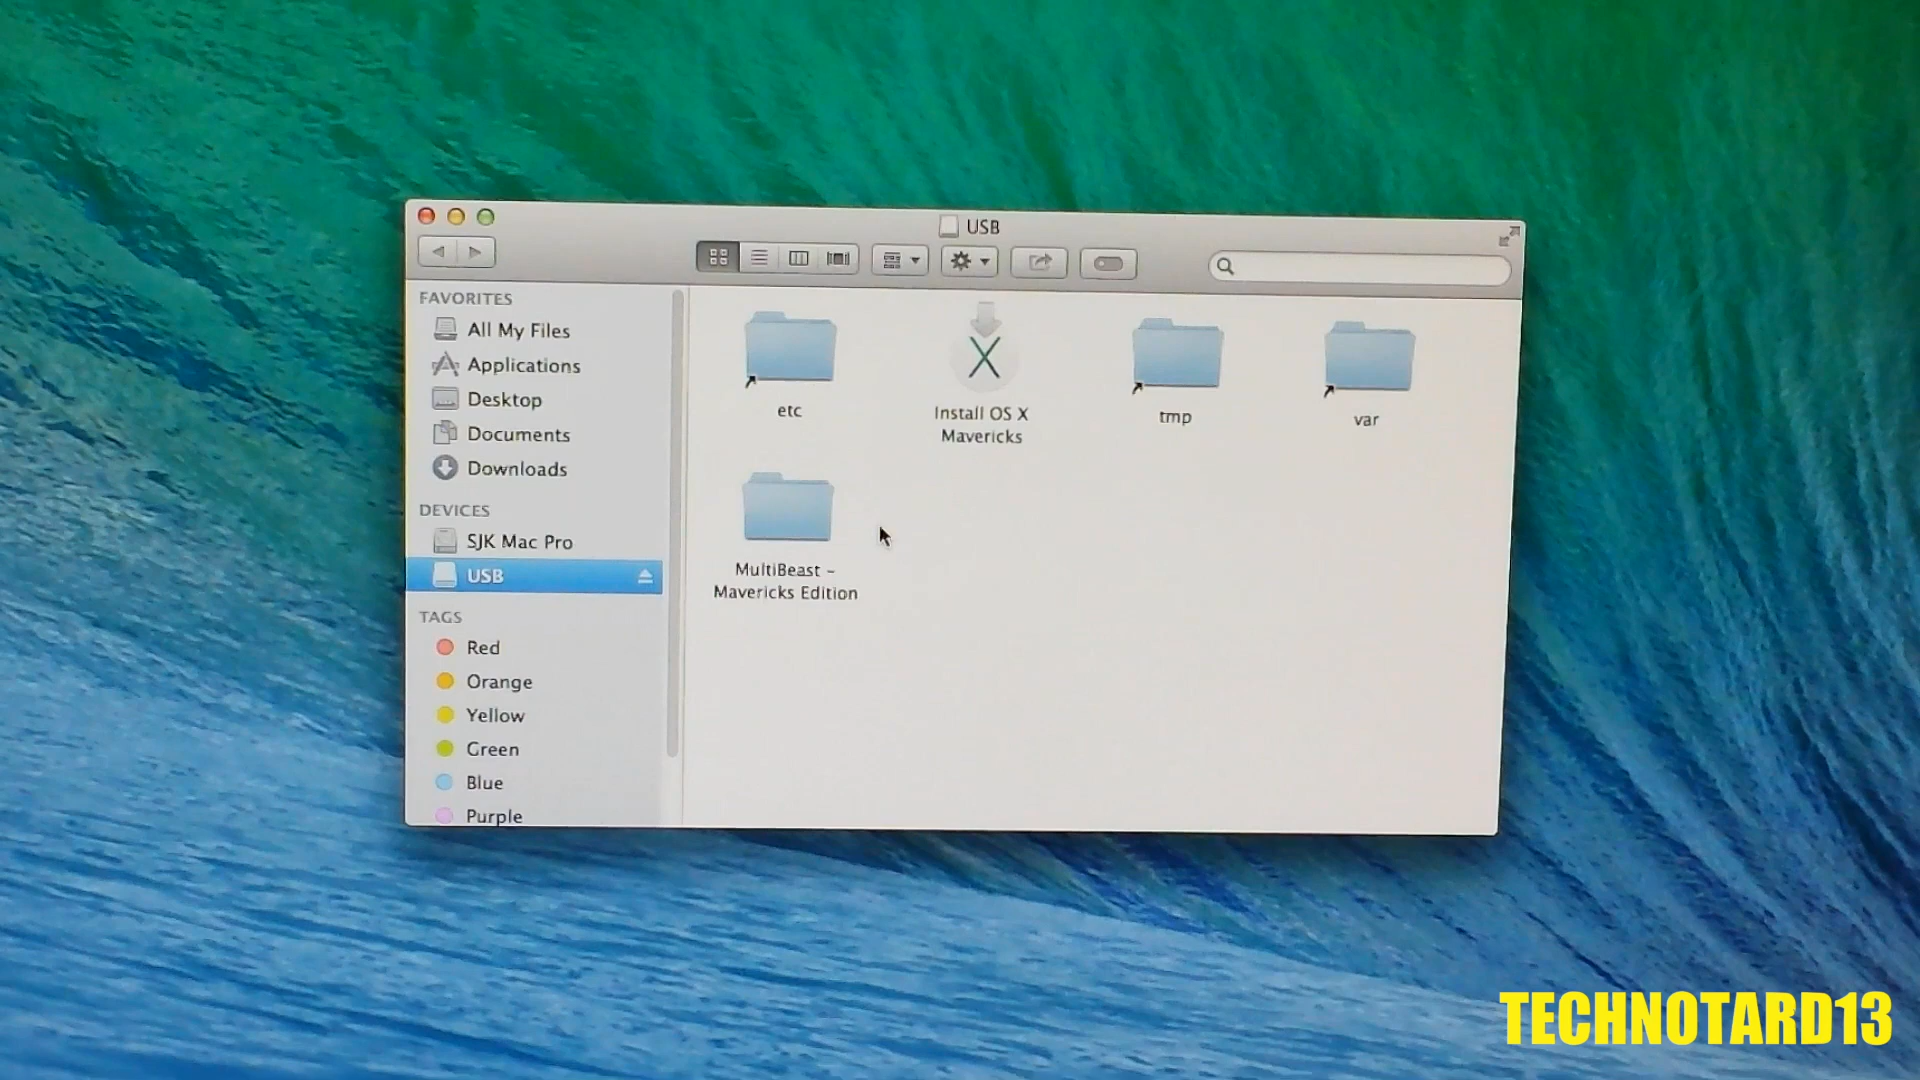 USB
FAVORITES
All My Files
Applications
Desktop
Documents
Downloads
DEVICES
SJK Mac Pro
USB
TAGS
Red
Orange
Yellow
Green
Blue
Purple
etc
Install OS X
Mavericks
tmp
var
MultiBeast –
Mavericks Edition
TECHNOTARD13